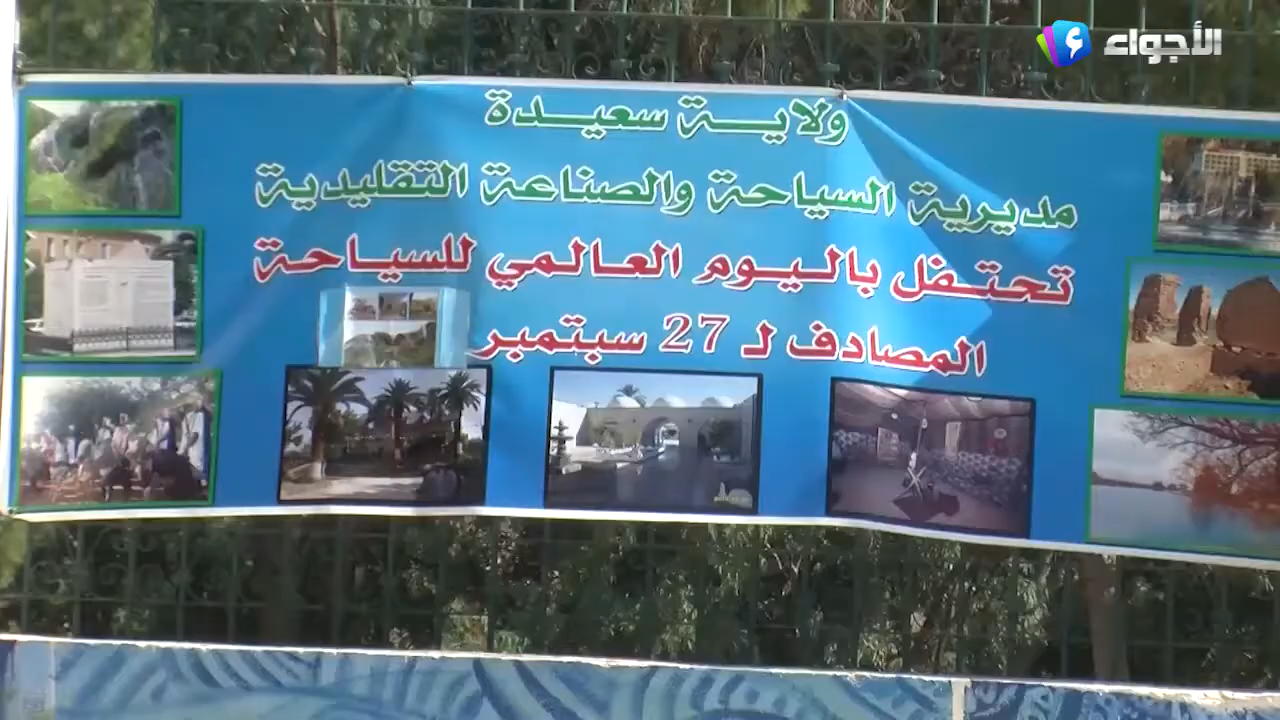 الأجواء
ولاية سعيدة
مديرية السياحة والصناعة التقليدية
تحتفل باليوم العالمي للسياحة
المصادف لـ 27 سبتمبر